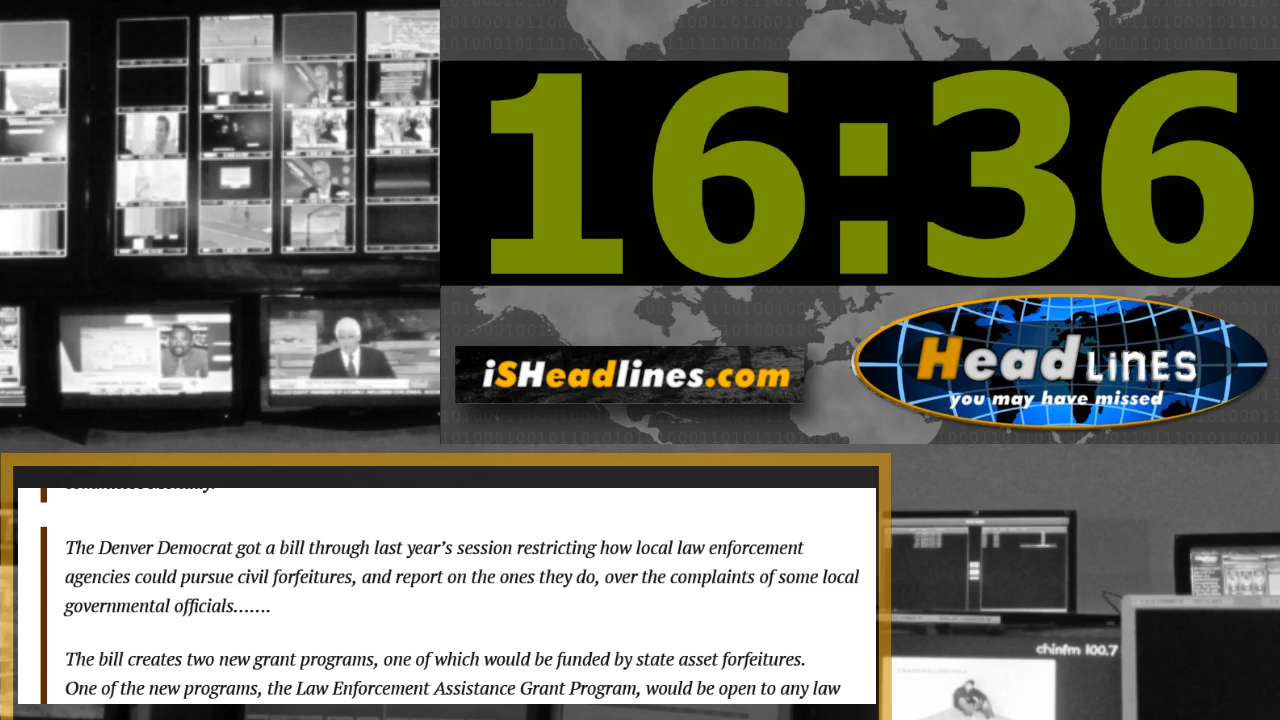 16:36
iSHeadlines.com
HeadLINES
you may have missed
The Denver Democrat got a bill through last year’s session restricting how local law enforcement
agencies could pursue civil forfeitures, and report on the ones they do, over the complaints of some local
governmental officials…….
The bill creates two new grant programs, one of which would be funded by state asset forfeitures.
One of the new programs, the Law Enforcement Assistance Grant Program, would be open to any law
chinfm 100.7